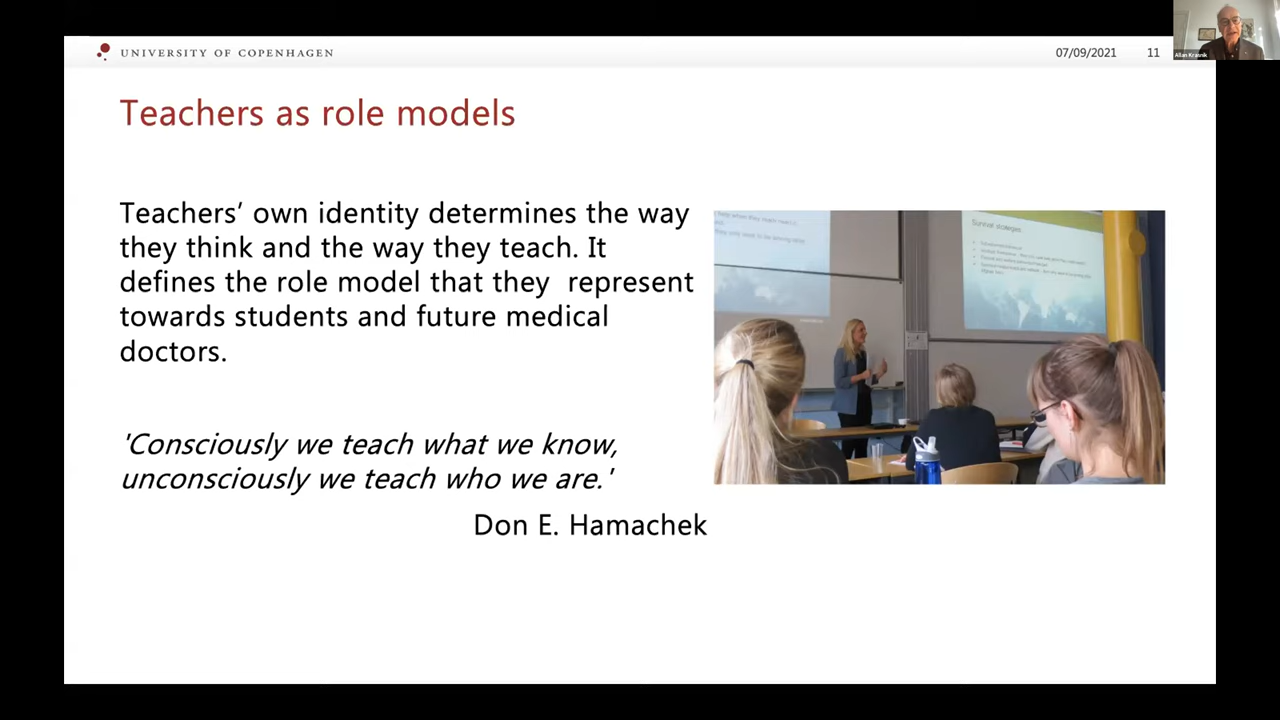 UNIVERSITY OF COPENHAGEN
07/09/2021
11
Allan Krasnik
Teachers as role models
Teachers’ own identity determines the way
they think and the way they teach. It
defines the role model that they  represent
towards students and future medical
doctors.
Survival strategies
'Consciously we teach what we know,
unconsciously we teach who we are.'
Don E. Hamachek